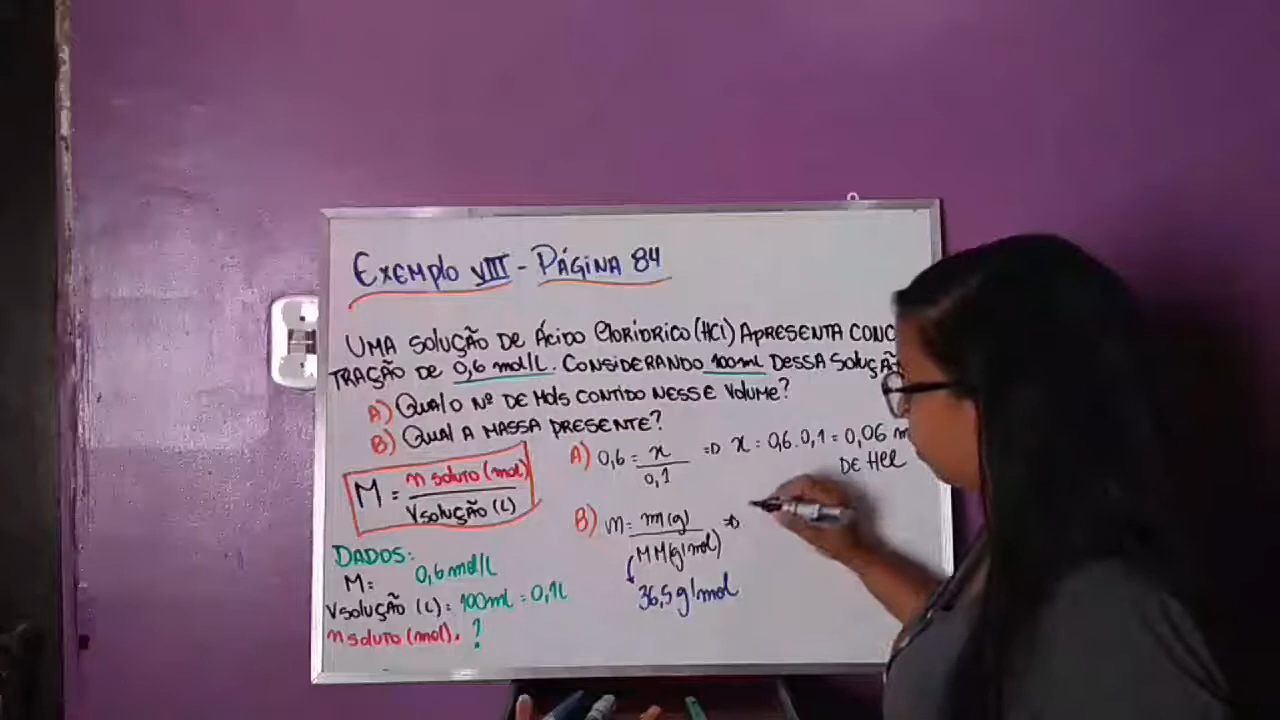 Exemplo VIII - Página 84
UMA SOLUÇÃO DE ÁCIDO CLORÍDRICO (HCl) APRESENTA CONC
TRAÇÃO DE 0,6 mol/L. CONSIDERANDO 100ml DESSA SOLUÇÃ
A) QUAL O Nº DE MOLS CONTIDO NESSE VOLUME?
B) QUAL A MASSA PRESENTE?
M = n soluto (mol)
V solução (L)
DADOS:
M: 0,6 mol/L
V solução (L) = 100ml = 0,1L
n soluto (mol). ?
A) 0,6 = x / 0,1 => x = 0,6 . 0,1 = 0,06 m
DE HCl
B) n = m(g) =>
MM(g/mol)
36,5 g/mol